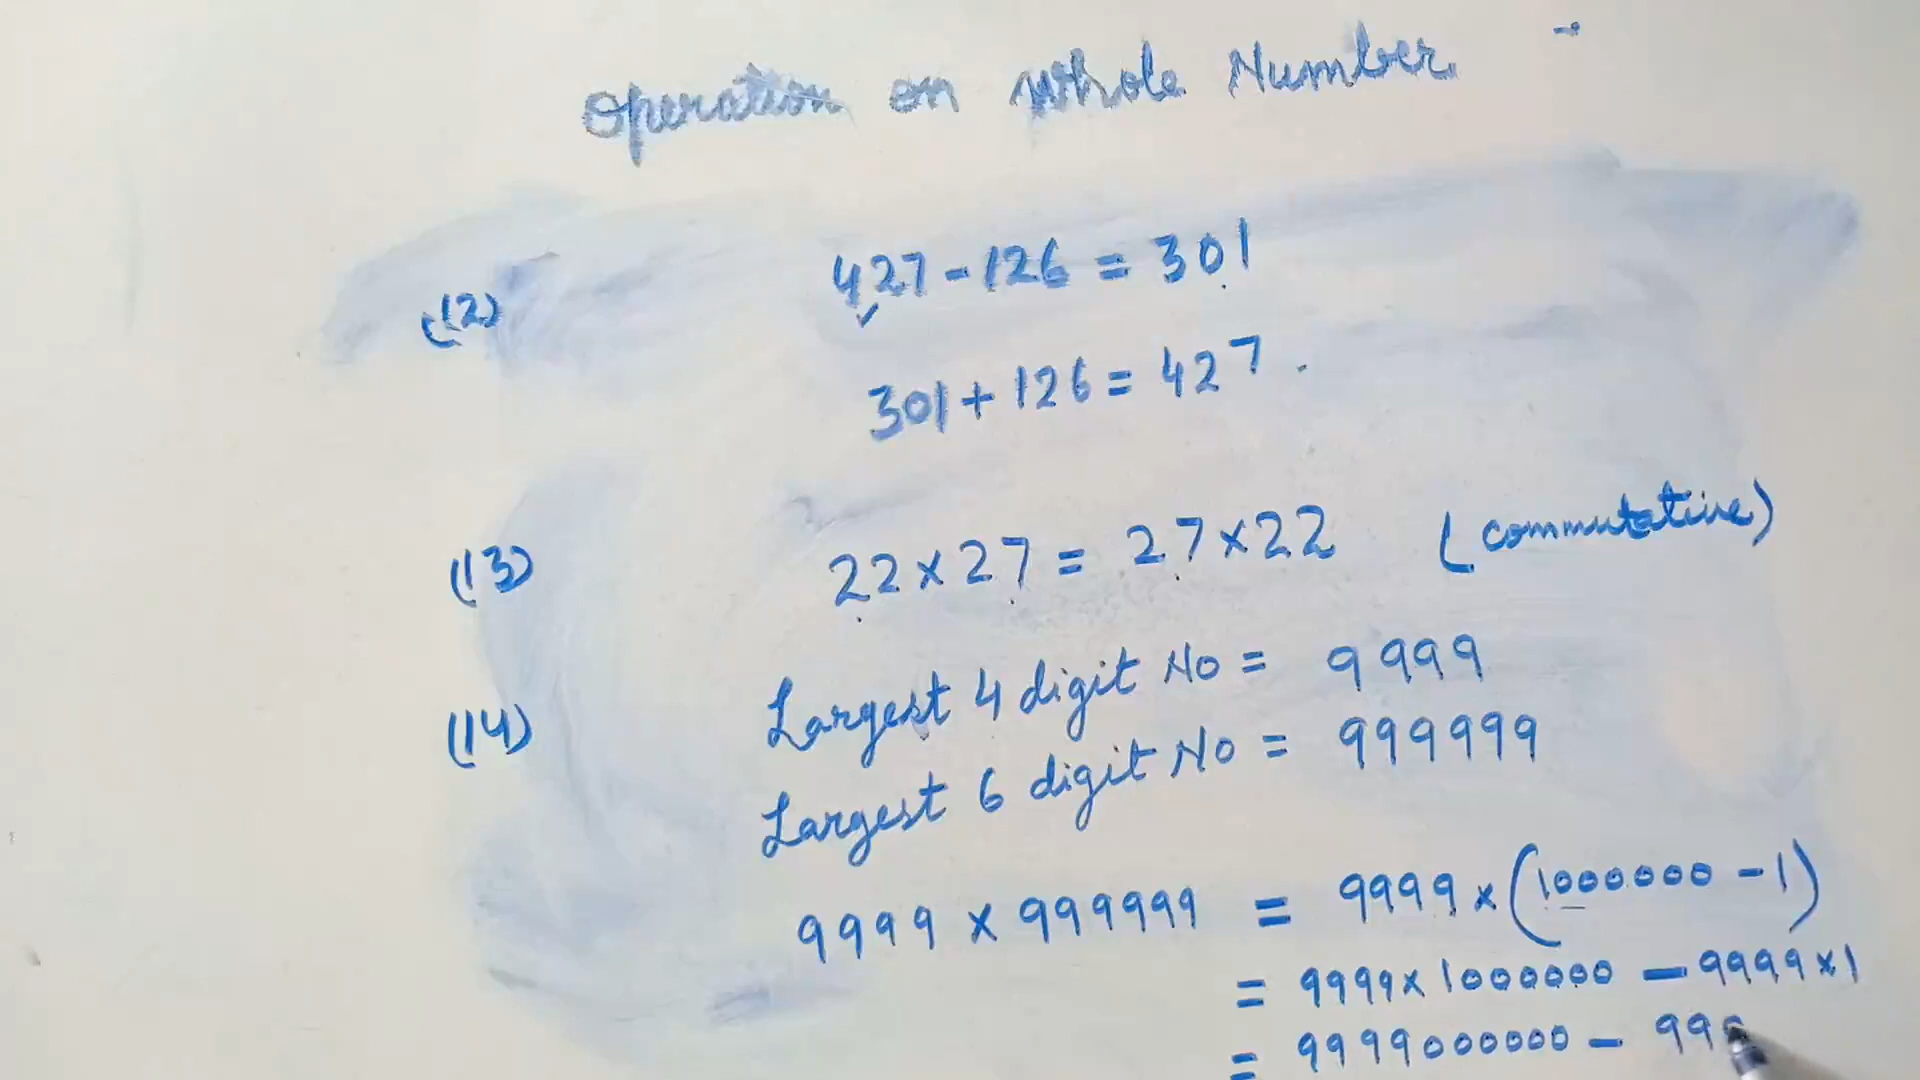 Operation on Whole Number
(12) 427 - 126 = 301
301 + 126 = 427.
(13) 22 × 27 = 27 × 22 (commutative)
(14) Largest 4 digit No = 9999
Largest 6 digit No = 999999
9999 × 999999 = 9999 × (1000000 - 1)
= 9999 × 1000000 - 9999 × 1
= 9999000000 - 999